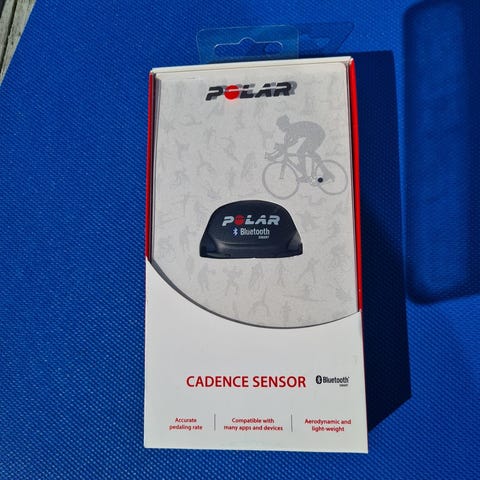 POLAR
POLAR
Bluetooth
SMART
CADENCE SENSOR
Bluetooth®
SMART
Accurate
pedaling rate
Compatible with
many apps and devices
Aerodynamic and
light-weight